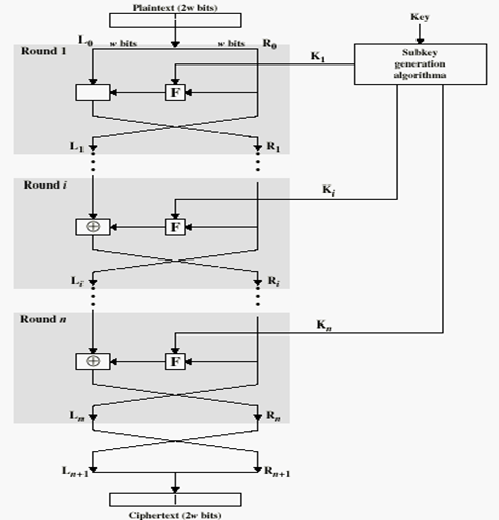 Plaintext (2w bits)
L0 w bits w bits R0
Key
Round 1
K1
Subkey
generation
algorithma
F
L1 R1
Round i
Ki
⊕ F
Li Ri
Round n
Kn
⊕ F
Ln Rn
Ln+1 Rn+1
Ciphertext (2w bits)